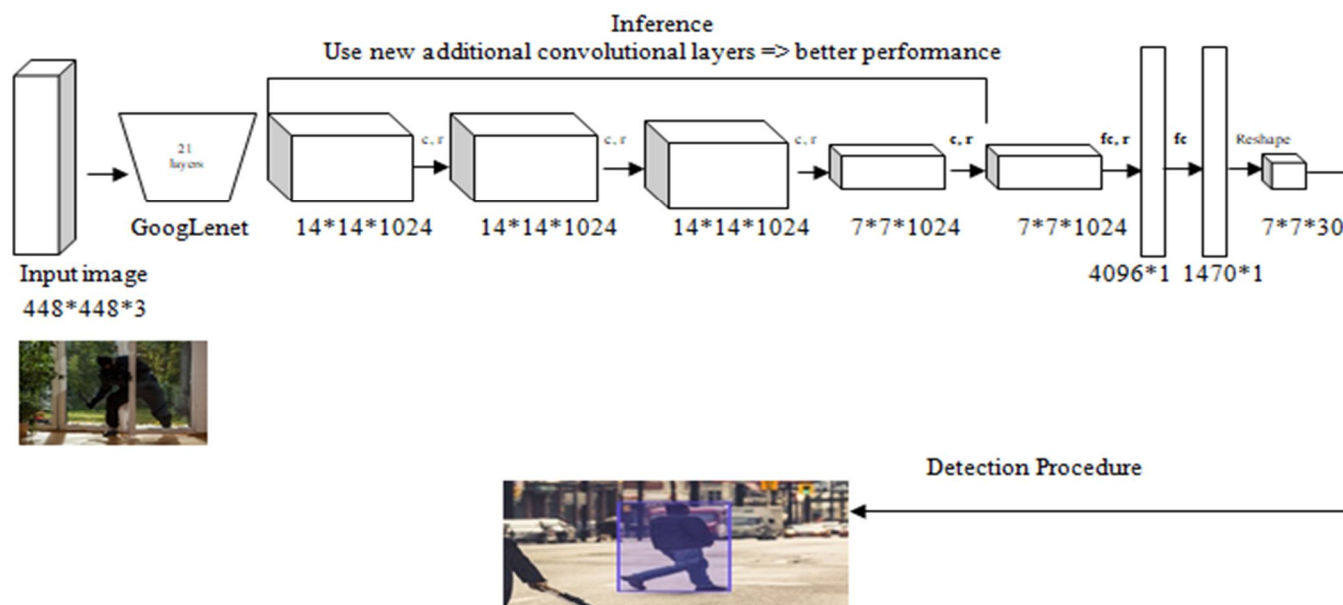 Inference
Use new additional convolutional layers => better performance
21
layers
c, r
c, r
c, r
c, r
fc, r
fc
Reshape
GoogLenet
14*14*1024
14*14*1024
14*14*1024
7*7*1024
7*7*1024
7*7*30
Input image
448*448*3
4096*1
1470*1
Detection Procedure